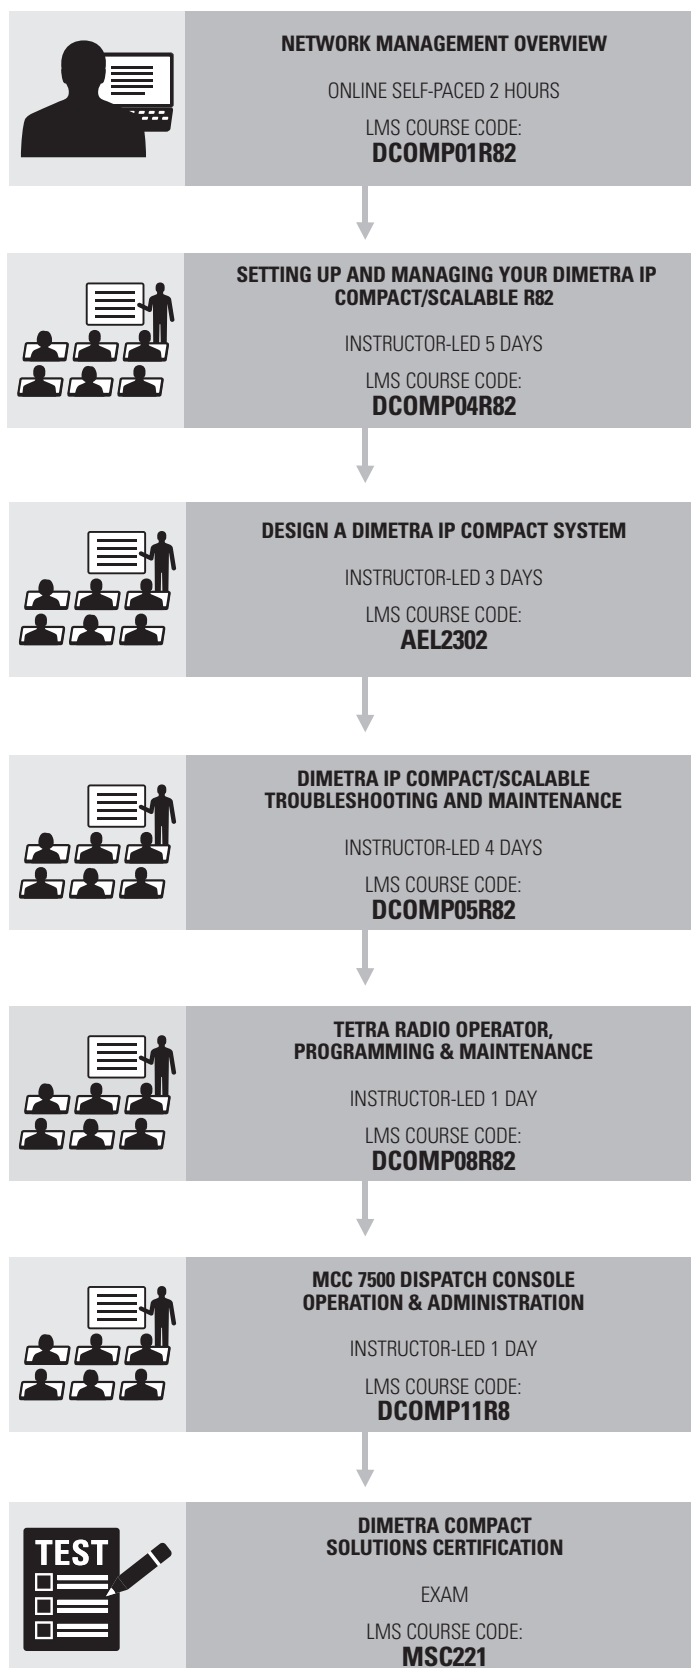 NETWORK MANAGEMENT OVERVIEW
ONLINE SELF-PACED 2 HOURS
LMS COURSE CODE:
DCOMP01R82
SETTING UP AND MANAGING YOUR DIMETRA IP
COMPACT/SCALABLE R82
INSTRUCTOR-LED 5 DAYS
LMS COURSE CODE:
DCOMP04R82
DESIGN A DIMETRA IP COMPACT SYSTEM
INSTRUCTOR-LED 3 DAYS
LMS COURSE CODE:
AEL2302
DIMETRA IP COMPACT/SCALABLE
TROUBLESHOOTING AND MAINTENANCE
INSTRUCTOR-LED 4 DAYS
LMS COURSE CODE:
DCOMP05R82
TETRA RADIO OPERATOR,
PROGRAMMING & MAINTENANCE
INSTRUCTOR-LED 1 DAY
LMS COURSE CODE:
DCOMP08R82
MCC 7500 DISPATCH CONSOLE
OPERATION & ADMINISTRATION
INSTRUCTOR-LED 1 DAY
LMS COURSE CODE:
DCOMP11R8
TEST
DIMETRA COMPACT
SOLUTIONS CERTIFICATION
EXAM
LMS COURSE CODE:
MSC221